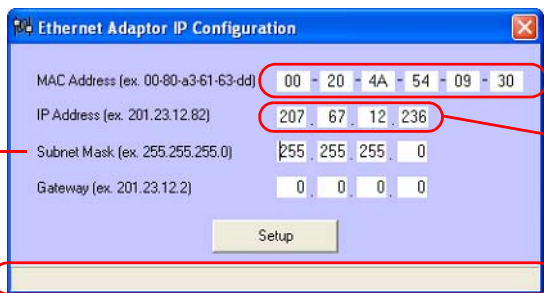 Ethernet Adaptor IP Configuration
MAC Address (ex. 00-80-a3-61-63-dd) 00 - 20 - 4A - 54 - 09 - 30
IP Address (ex. 201.23.12.82) 207 . 67 . 12 . 236
Subnet Mask (ex. 255.255.255.0) 255 . 255 . 255 . 0
Gateway (ex. 201.23.12.2) 0 . 0 . 0 . 0
Setup